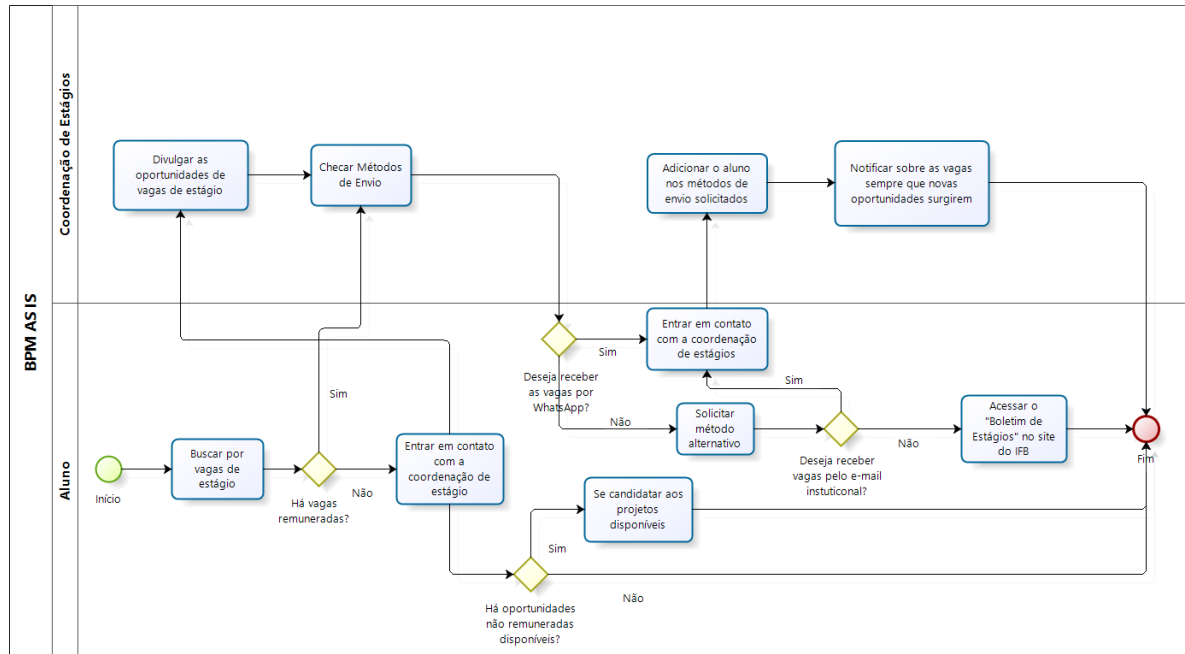 BPM AS IS
Coordenação de Estágios
Divulgar as
oportunidades de
vagas de estágio
Checar Métodos
de Envio
Adicionar o aluno
nos métodos de
envio solicitados
Notificar sobre as vagas
sempre que novas
oportunidades surgirem
Aluno
Início
Buscar por
vagas de
estágio
Há vagas
remuneradas?
Sim
Não
Entrar em contato
com a
coordenação de
estágio
Deseja receber
as vagas por
WhatsApp?
Sim
Não
Entrar em contato
com a coordenação
de estágios
Solicitar
método
alternativo
Sim
Deseja receber
vagas pelo e-mail
instuticonal?
Não
Acessar o
"Boletim de
Estágios" no site
do IFB
Fim
Há oportunidades
não remuneradas
disponíveis?
Sim
Se candidatar aos
projetos
disponíveis
Não